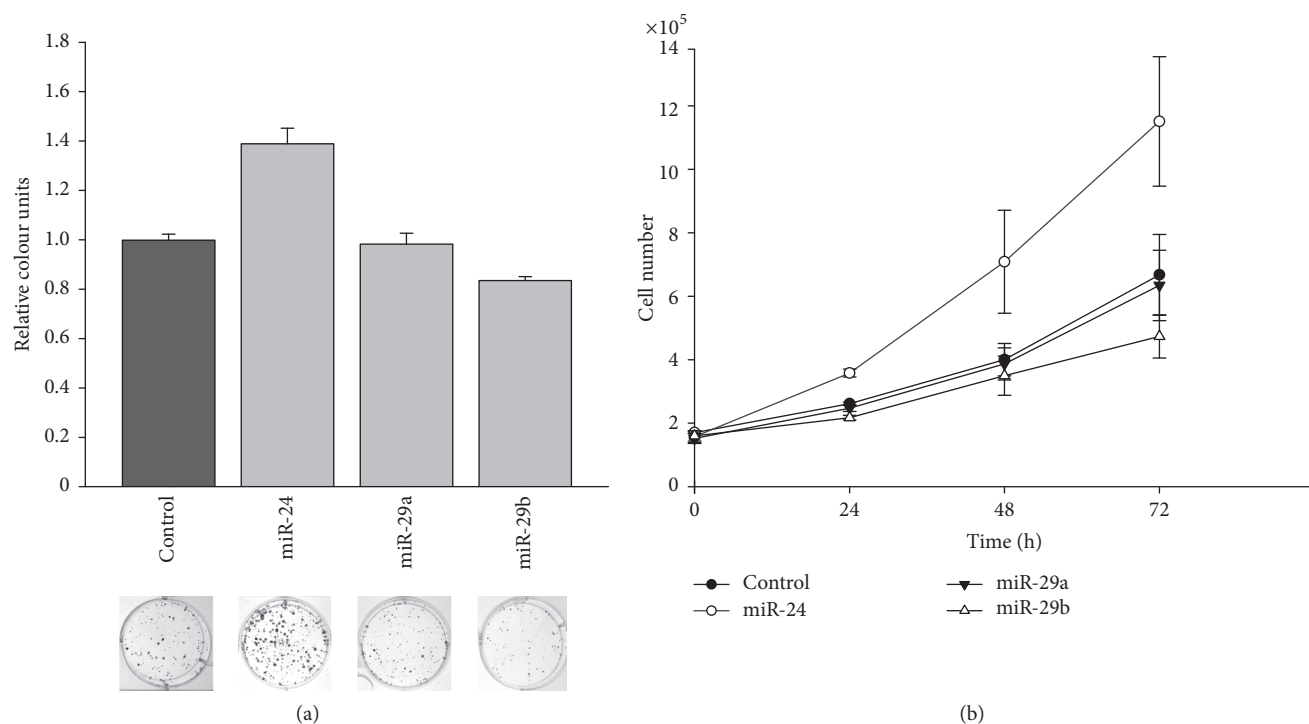 1.8
1.6
1.4
1.2
1.0
0.8
0.6
0.4
0.2
0
Relative colour units
Control
miR-24
miR-29a
miR-29b
(a)
×10⁵
14
12
10
8
6
4
2
0
Cell number
0 24 48 72
Time (h)
Control
miR-24
miR-29a
miR-29b
(b)